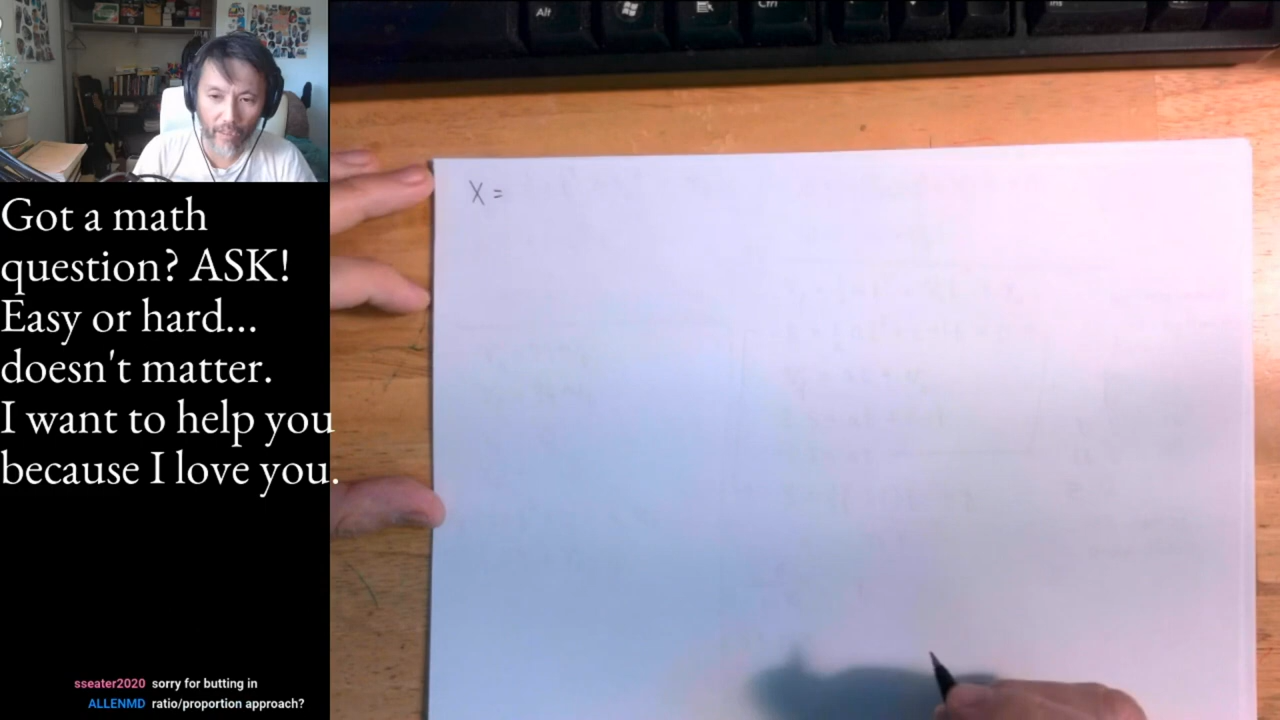 Got a math
question? ASK!
Easy or hard...
doesn't matter.
I want to help you
because I love you.
sseater2020 sorry for butting in
ALLENMD ratio/proportion approach?
Alt
Ctrl
X =